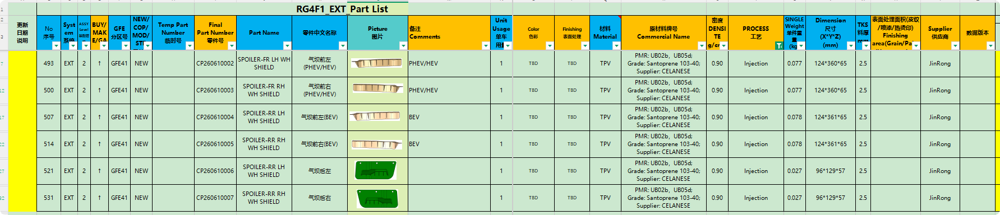 RG4F1_EXT_Part List
更新
日期
说明
No
序号
Syst
em
系统
ASSY
Level
BUY/
MAK
E/GA
GFE
分区号
NEW/
COP/
MOD/
Temp Part
Number
临时号
Final
Part Number
零件号
Part Name
零件中文名称
Picture
图片
备注
Comments
Unit
Usage
单车
用量
Color
色彩
Finishing
表面处理
材料
Material
原材料牌号
Commercial Name
密度
DENSI
TE
PROCESS
工艺
SINGLE
Weight
单件重
量
(kg
Dimension
尺寸
(X*Y*Z)
(mm)
TKS
料厚
mm
表面处理面积(皮纹
/喷漆/热烫印)
Finishing
area(Grain/Pai
Supplier
供应商
数据版本
493 EXT 2 ↑ GFE41 NEW CP260610002 SPOILER-FR LH WH SHIELD 气坝前左(PHEV/HEV) PHEV/HEV 1 TBD TBD TPV PMR: UB02b，UB05d; Grade: Santoprene 103-40; Supplier: CELANESE 0.90 Injection 0.077 124*360*65 2.5 JinRong
500 EXT 2 ↑ GFE41 NEW CP260610003 SPOILER-FR RH WH SHIELD 气坝前右(PHEV/HEV) PHEV/HEV 1 TBD TBD TPV PMR: UB02b，UB05d; Grade: Santoprene 103-40; Supplier: CELANESE 0.90 Injection 0.077 124*360*65 2.5 JinRong
507 EXT 2 ↑ GFE41 NEW CP260610004 SPOILER-RR LH WH SHIELD 气坝前左(BEV) BEV 1 TBD TBD TPV PMR: UB02b，UB05d; Grade: Santoprene 103-40; Supplier: CELANESE 0.90 Injection 0.078 124*361*65 2.5 JinRong
514 EXT 2 ↑ GFE41 NEW CP260610005 SPOILER-RR RH WH SHIELD 气坝前右(BEV) BEV 1 TBD TBD TPV PMR: UB02b，UB05d; Grade: Santoprene 103-40; Supplier: CELANESE 0.90 Injection 0.078 124*361*65 2.5 JinRong
521 EXT 2 ↑ GFE41 NEW CP260610006 SPOILER-RR LH WH SHIELD 气坝后左 1 TBD TBD TPV PMR: UB02b，UB05d; Grade: Santoprene 103-40; Supplier: CELANESE 0.90 Injection 0.027 96*129*57 2.5 JinRong
531 EXT 2 ↑ GFE41 NEW CP260610007 SPOILER-RR RH WH SHIELD 气坝后右 1 TBD TBD TPV PMR: UB02b，UB05d; Grade: Santoprene 103-40; Supplier: CELANESE 0.90 Injection 0.027 96*129*57 2.5 JinRong